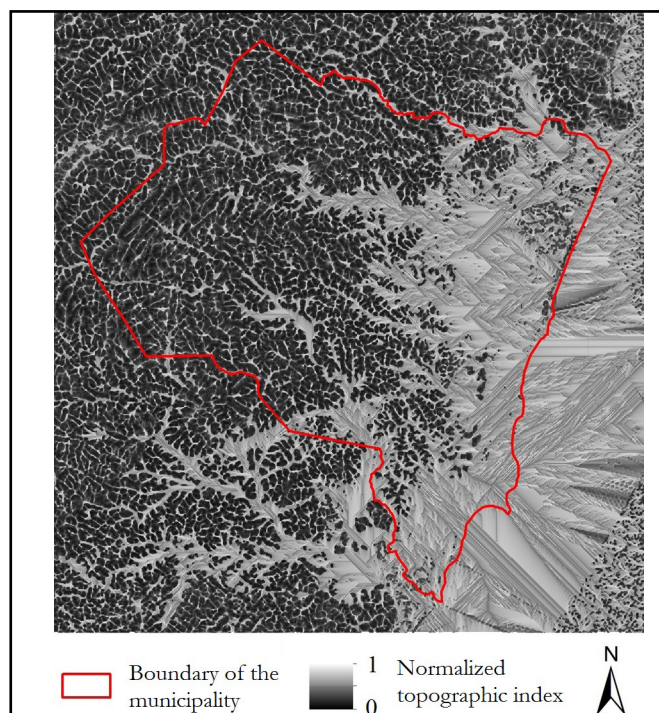 Boundary of the
municipality
1
0
Normalized
topographic index
N